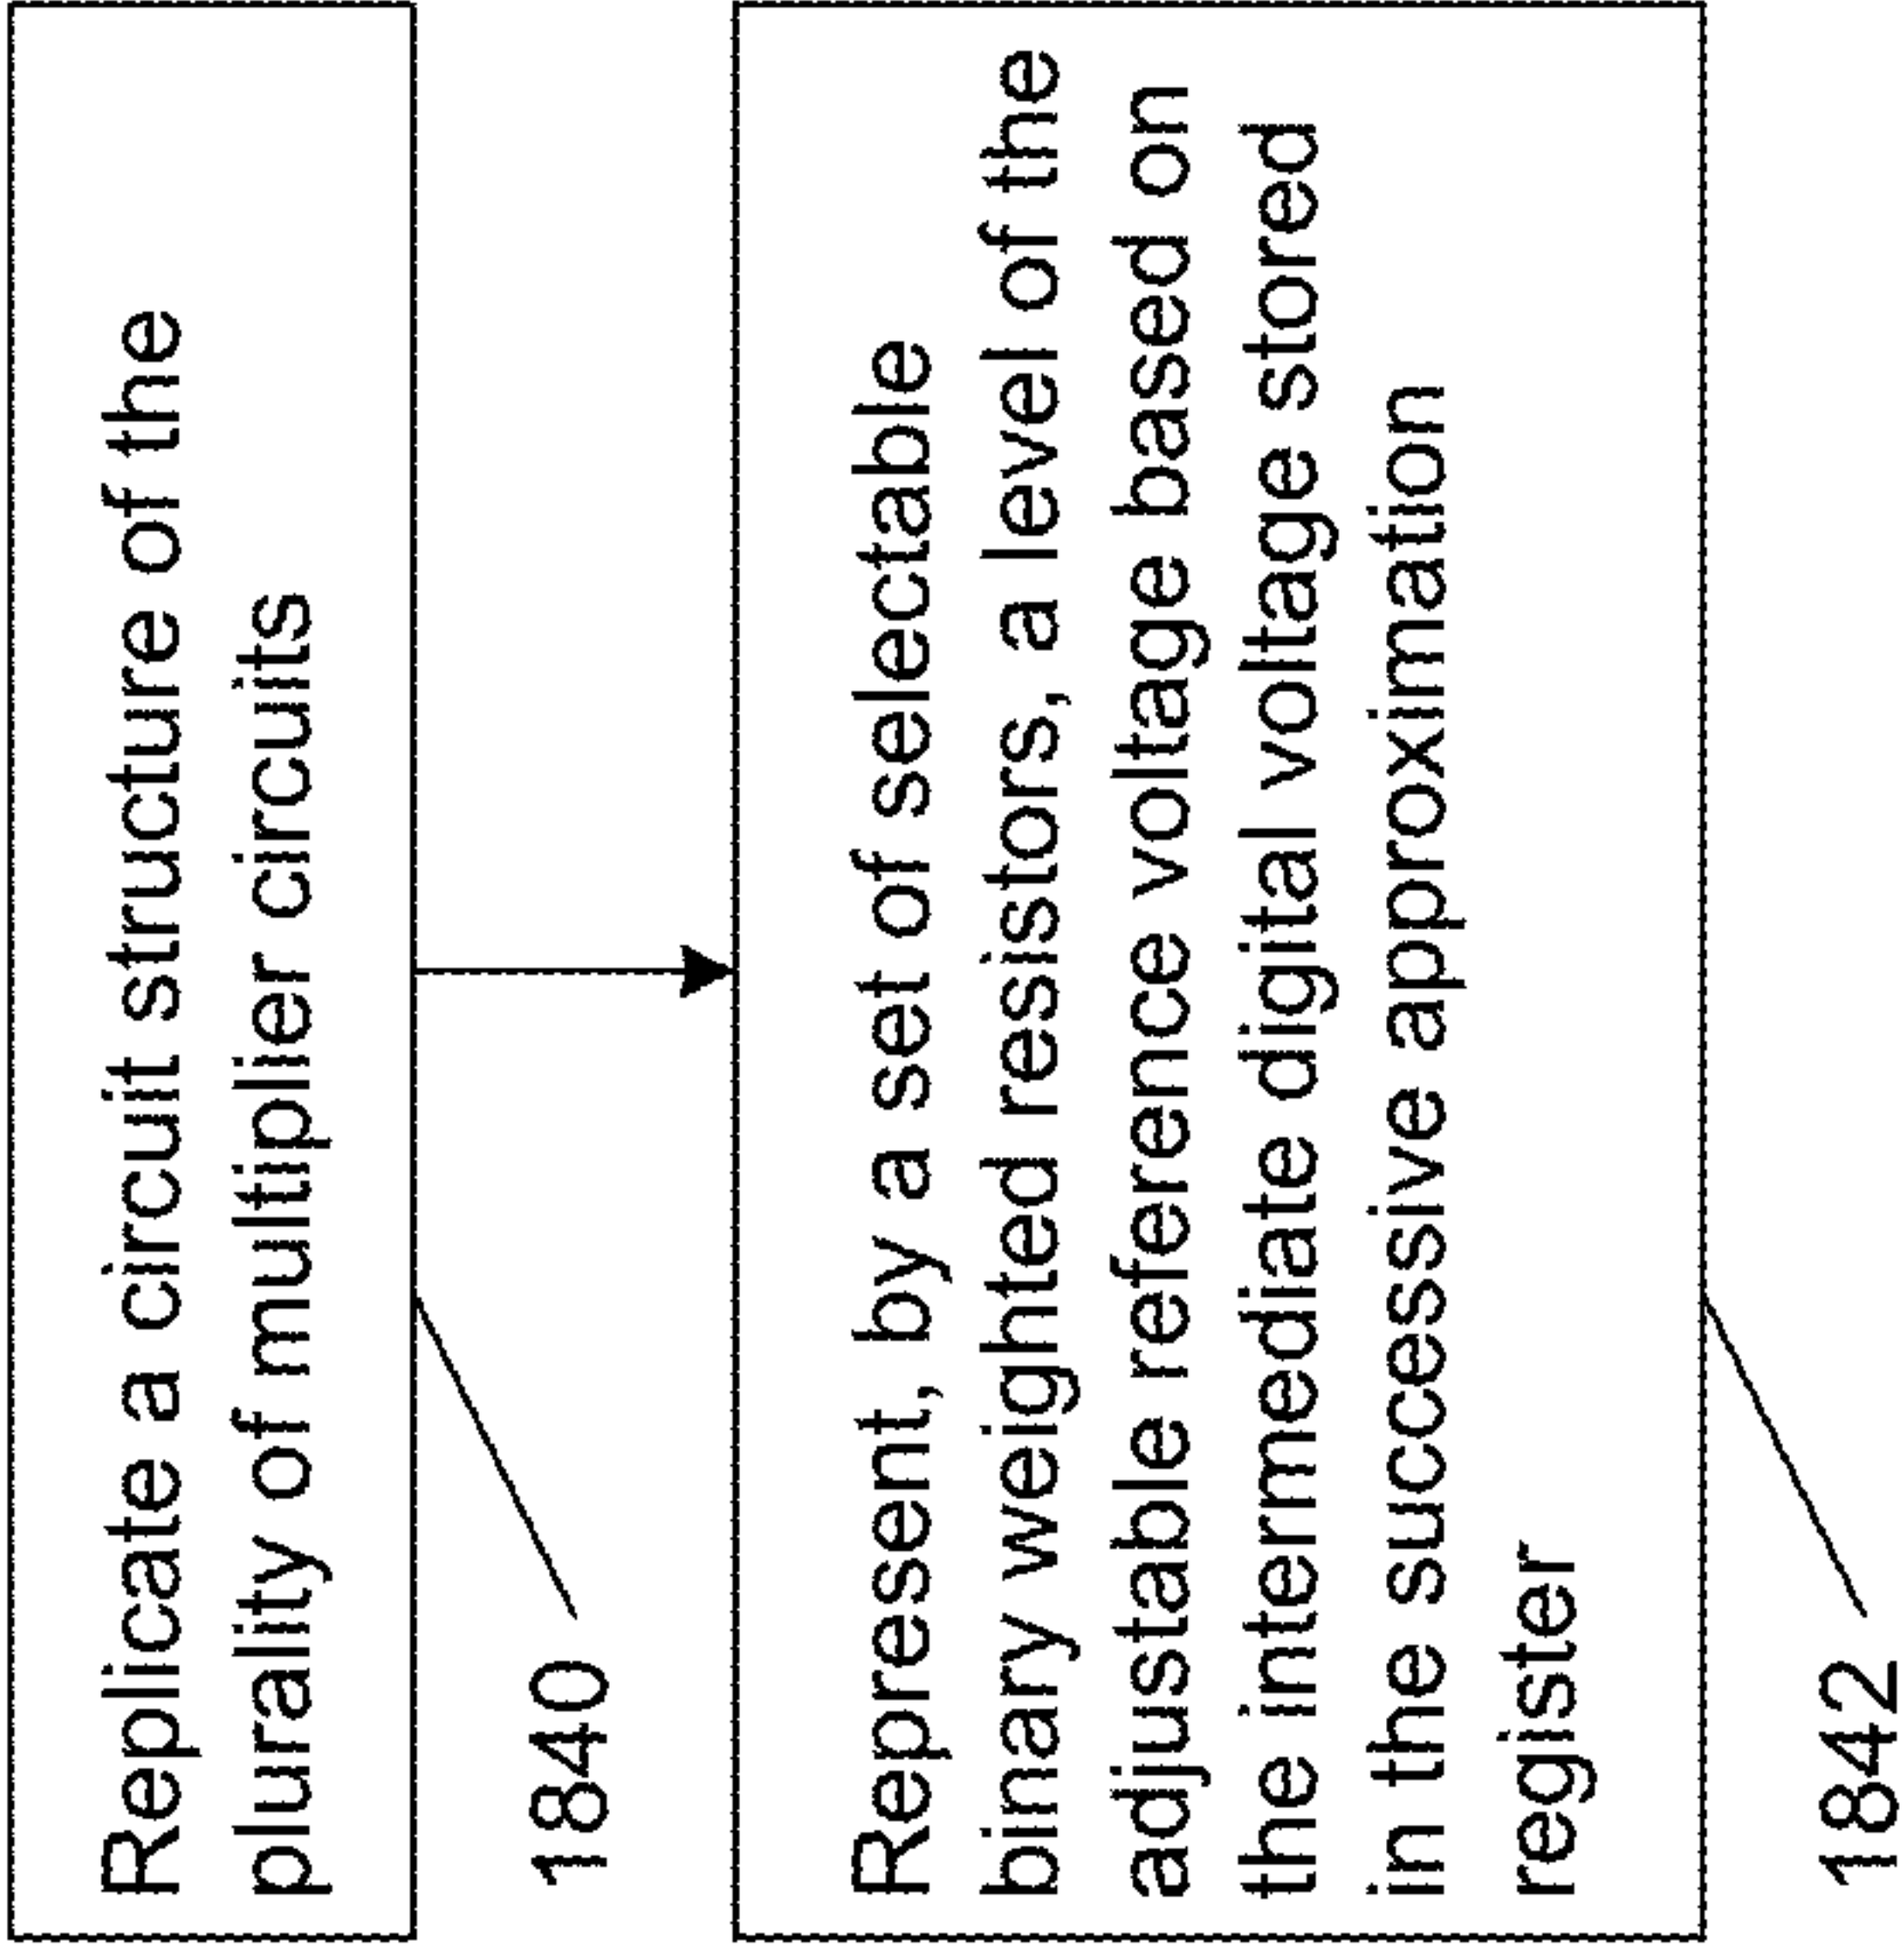 Replicate a circuit structure of the
plurality of multiplier circuits
1840
Represent, by a set of selectable
binary weighted resistors, a level of the
adjustable reference voltage based on
the intermediate digital voltage stored
in the successive approximation
register
1842